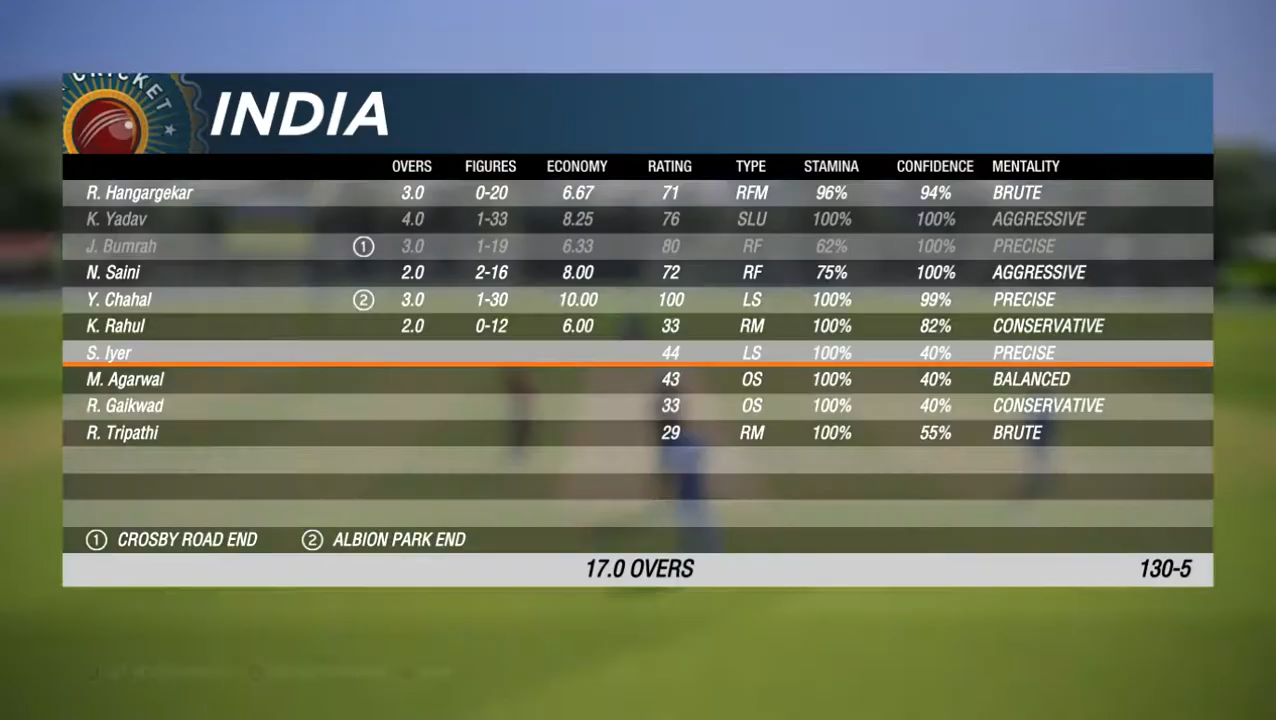 CRICKET
INDIA
OVERS FIGURES ECONOMY RATING TYPE STAMINA CONFIDENCE MENTALITY
R. Hangargekar 3.0 0-20 6.67 71 RFM 96% 94% BRUTE
K. Yadav 4.0 1-33 8.25 76 SLU 100% 100% AGGRESSIVE
J. Bumrah 1 3.0 1-19 6.33 80 RF 62% 100% PRECISE
N. Saini 2.0 2-16 8.00 72 RF 75% 100% AGGRESSIVE
Y. Chahal 2 3.0 1-30 10.00 100 LS 100% 99% PRECISE
K. Rahul 2.0 0-12 6.00 33 RM 100% 82% CONSERVATIVE
S. Iyer 44 LS 100% 40% PRECISE
M. Agarwal 43 OS 100% 40% BALANCED
R. Gaikwad 33 OS 100% 40% CONSERVATIVE
R. Tripathi 29 RM 100% 55% BRUTE
1 CROSBY ROAD END 2 ALBION PARK END
17.0 OVERS 130-5